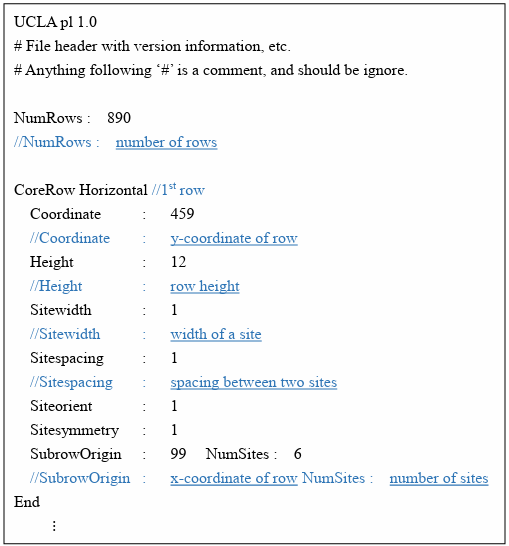 UCLA pl 1.0
# File header with version information, etc.
# Anything following ‘#’ is a comment, and should be ignore.
NumRows : 890
//NumRows : number of rows
CoreRow Horizontal //1st row
Coordinate : 459
//Coordinate : y-coordinate of row
Height : 12
//Height : row height
Sitewidth : 1
//Sitewidth : width of a site
Sitespacing : 1
//Sitespacing : spacing between two sites
Siteorient : 1
Sitesymmetry : 1
SubrowOrigin : 99 NumSites : 6
//SubrowOrigin : x-coordinate of row NumSites : number of sites
End
⋮